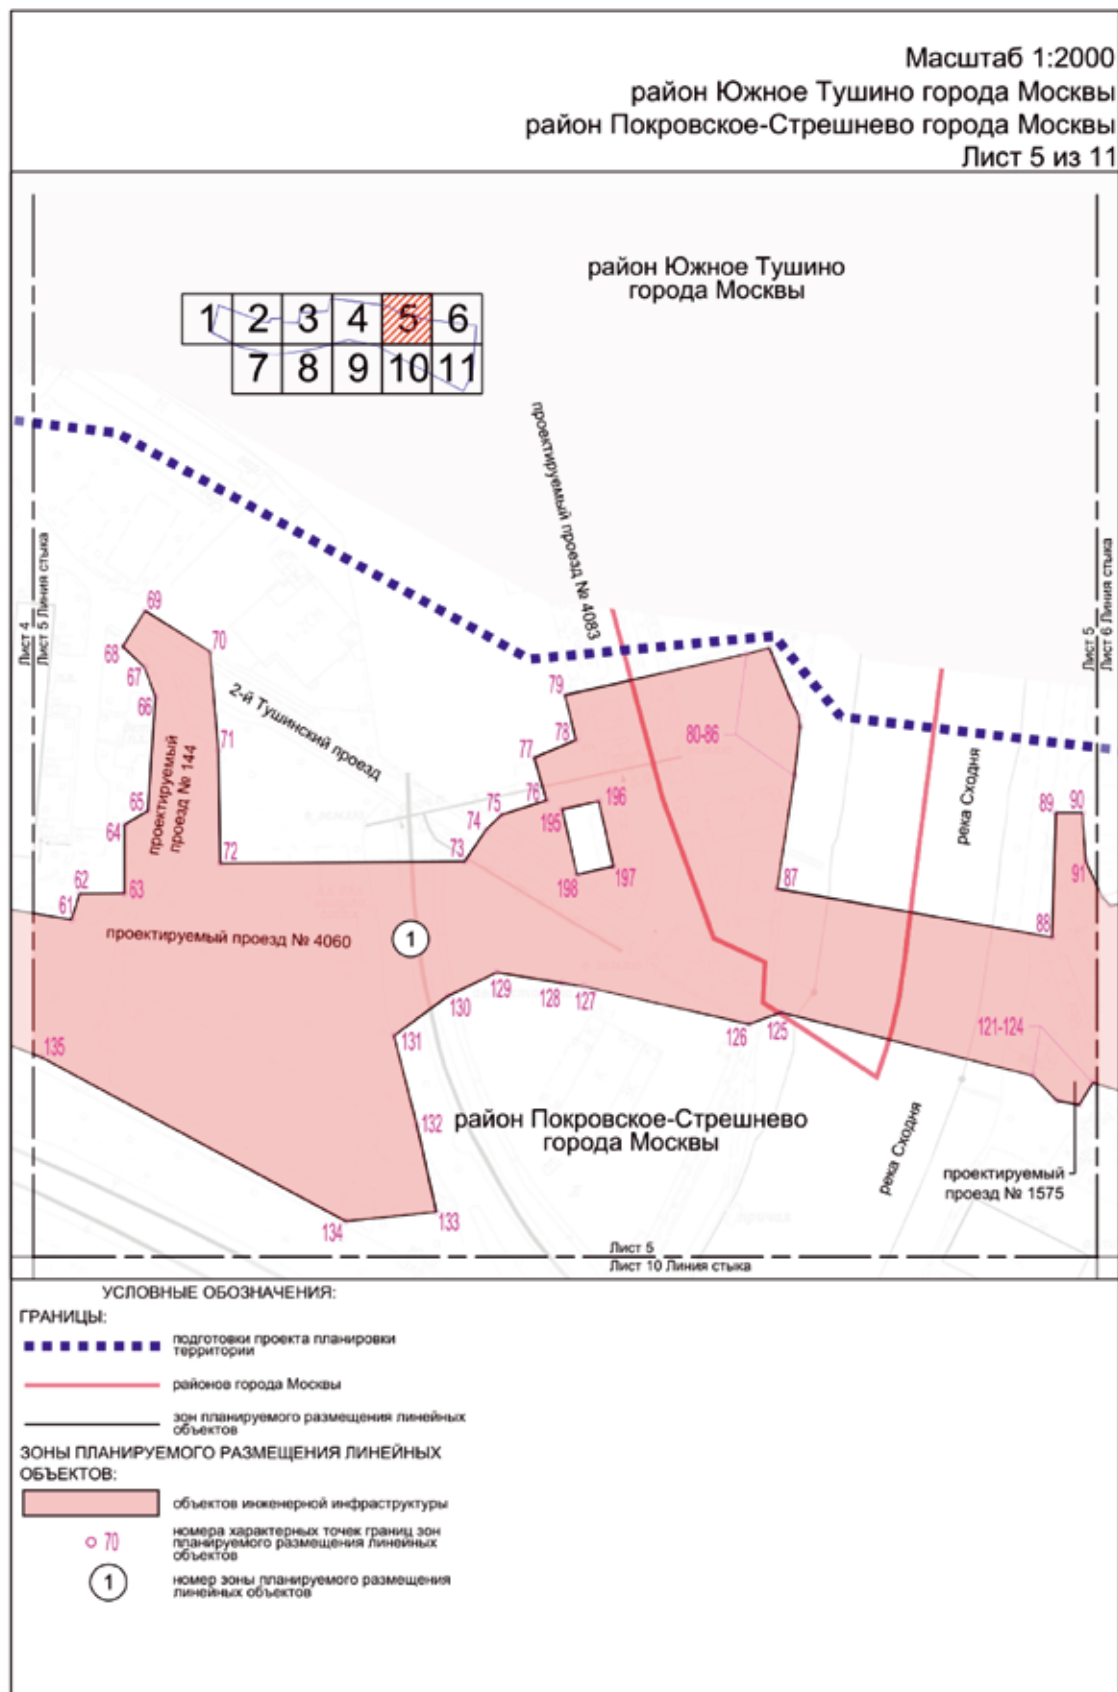 Масштаб 1:2000
район Южное Тушино города Москвы
район Покровское-Стрешнево города Москвы
Лист 5 из 11
район Южное Тушино
города Москвы
1 2 3 4 5 6
7 8 9 10 11
проектируемый проезд № 4083
Лист 4
Лист 5 Линия стыка
Лист 5
Лист 6 Линия стыка
69
68
70
67
66
71
2-й Тушинский проезд
проектируемый
проезд № 144
65
64
72
63
62
61
79
78
77
76
75
74
73
80-86
195
196
197
198
87
88
89
90
91
река Сходня
проектируемый проезд № 4060
1
129
128
127
130
131
126
125
121-124
135
132
133
134
район Покровское-Стрешнево
города Москвы
река Сходня
проектируемый
проезд № 1575
Лист 5
Лист 10 Линия стыка
УСЛОВНЫЕ ОБОЗНАЧЕНИЯ:
ГРАНИЦЫ:
подготовки проекта планировки
территории
районов города Москвы
зон планируемого размещения линейных
объектов
ЗОНЫ ПЛАНИРУЕМОГО РАЗМЕЩЕНИЯ ЛИНЕЙНЫХ
ОБЪЕКТОВ:
объектов инженерной инфраструктуры
70
номера характерных точек границ зон
планируемого размещения линейных
объектов
1
номер зоны планируемого размещения
линейных объектов